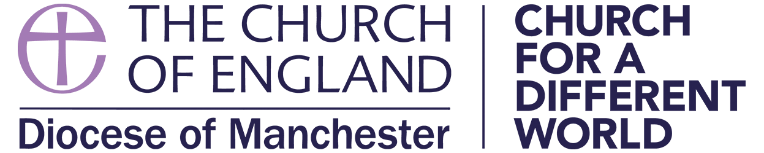 THE CHURCH
OF ENGLAND
Diocese of Manchester
CHURCH
FOR A
DIFFERENT
WORLD